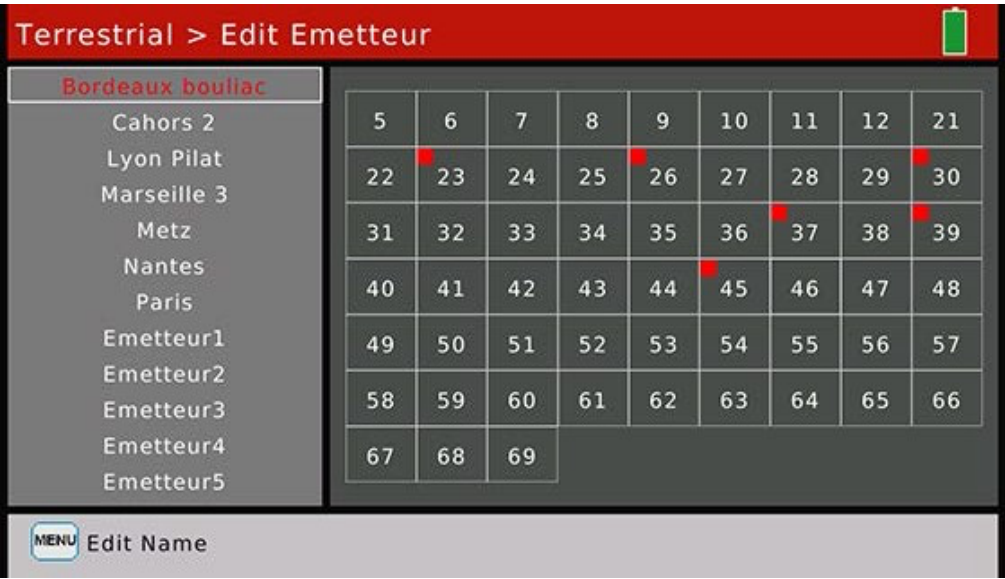 Terrestrial > Edit Emetteur
Bordeaux bouliac
Cahors 2
Lyon Pilat
Marseille 3
Metz
Nantes
Paris
Emetteur1
Emetteur2
Emetteur3
Emetteur4
Emetteur5
5 6 7 8 9 10 11 12 21
22 23 24 25 26 27 28 29 30
31 32 33 34 35 36 37 38 39
40 41 42 43 44 45 46 47 48
49 50 51 52 53 54 55 56 57
58 59 60 61 62 63 64 65 66
67 68 69
MENU Edit Name